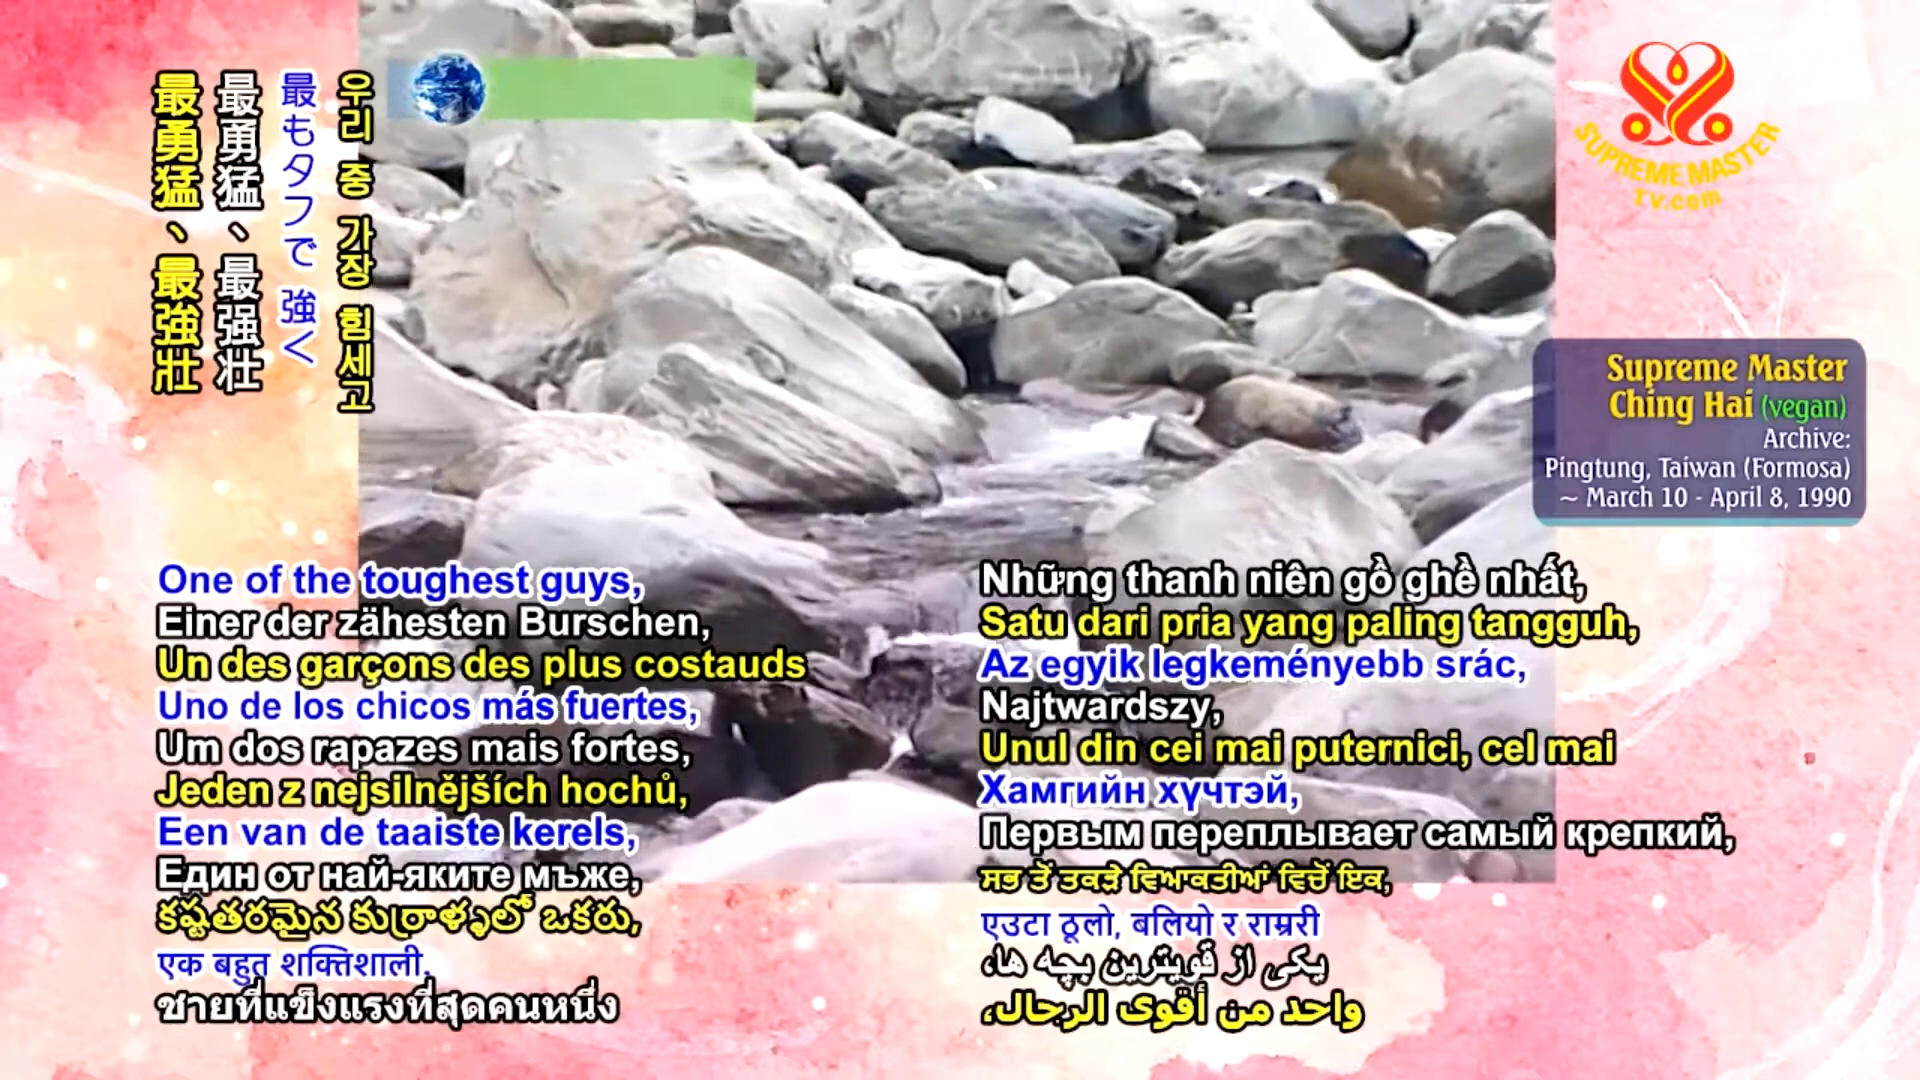 最勇猛、最強壯
最勇猛、最强壮
最もタフで 強く
우리 중 가장 힘세고
SUPREME MASTER
TV.com
Supreme Master
Ching Hai (vegan)
Archive:
Pingtung, Taiwan (Formosa)
~ March 10 - April 8, 1990
One of the toughest guys,
Einer der zähesten Burschen,
Un des garçons des plus costauds
Uno de los chicos más fuertes,
Um dos rapazes mais fortes,
Jeden z nejsilnějších hochů,
Een van de taaiste kerels,
Един от най-яките мъже,
కష్టతరమైన కుర్రాళ్ళలో ఒకరు,
एक बहुत शक्तिशाली,
ชายที่แข็งแรงที่สุดคนหนึ่ง
Những thanh niên gồ ghề nhất,
Satu dari pria yang paling tangguh,
Az egyik legkeményebb srác,
Najtwardszy,
Unul din cei mai puternici, cel mai
Хамгийн хүчтэй,
Первым переплывает самый крепкий,
ਸਭ ਤੋਂ ਤਕੜੇ ਵਿਅਕਤੀਆਂ ਵਿਚੋਂ ਇਕ,
एउटा ठूलो, बलियो र राम्ररी
یکی از قویترین بچه ها،
واحد من أقوى الرجال،